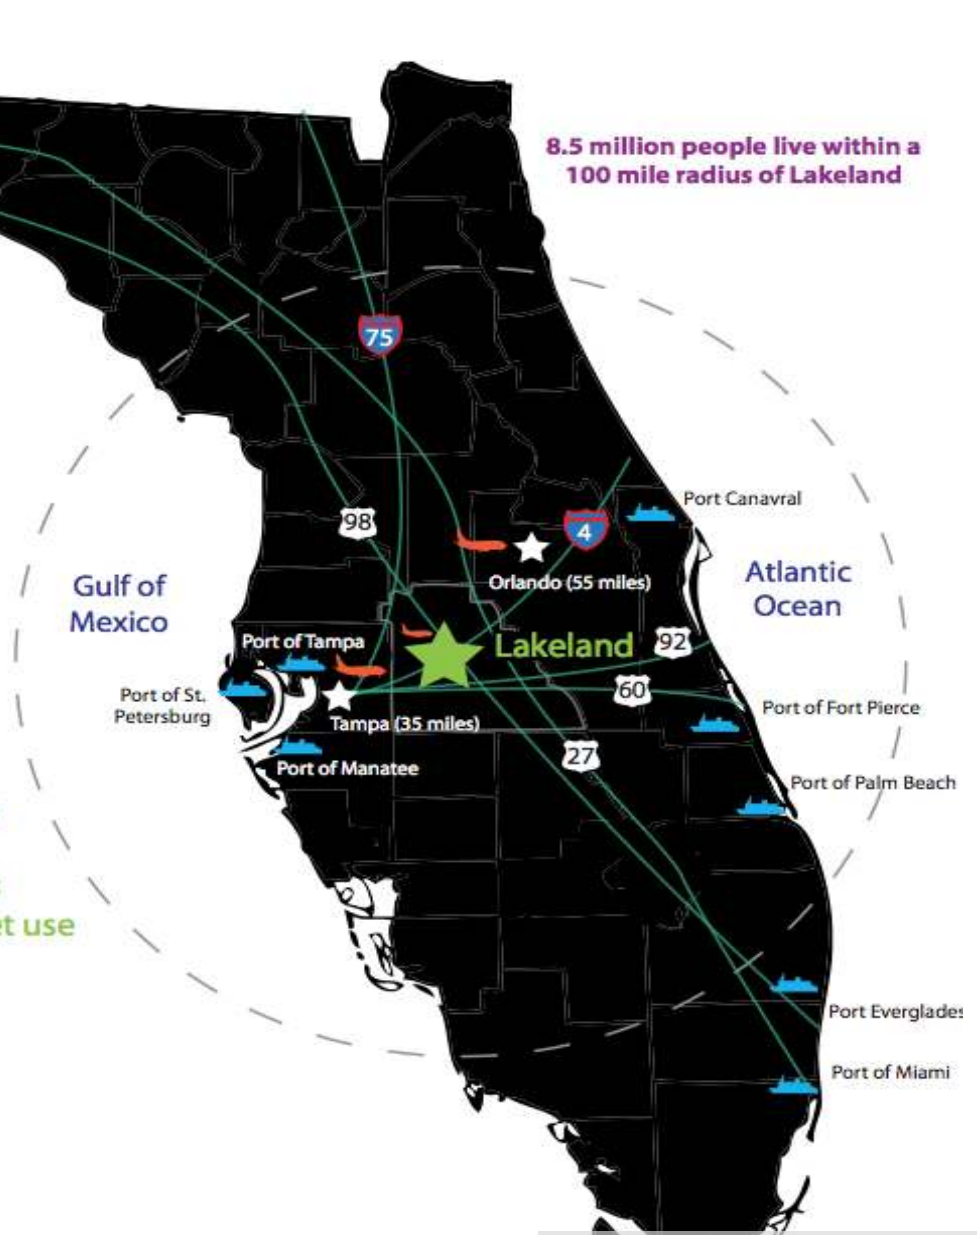 8.5 million people live within a
100 mile radius of Lakeland
75
Port Canavral
98
4
Orlando (55 miles)
Gulf of
Mexico
Atlantic
Ocean
Port of Tampa
Lakeland
92
Port of St.
Petersburg
60
Port of Fort Pierce
Tampa (35 miles)
27
Port of Manatee
Port of Palm Beach
et use
Port Everglades
Port of Miami